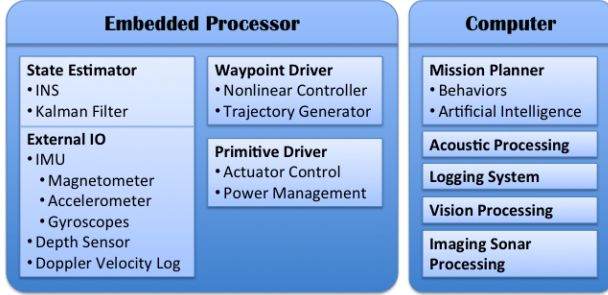 Embedded Processor
State Estimator
• INS
• Kalman Filter
External IO
• IMU
• Magnetometer
• Accelerometer
• Gyroscopes
• Depth Sensor
• Doppler Velocity Log
Waypoint Driver
• Nonlinear Controller
• Trajectory Generator
Primitive Driver
• Actuator Control
• Power Management
Computer
Mission Planner
• Behaviors
• Artificial Intelligence
Acoustic Processing
Logging System
Vision Processing
Imaging Sonar
Processing